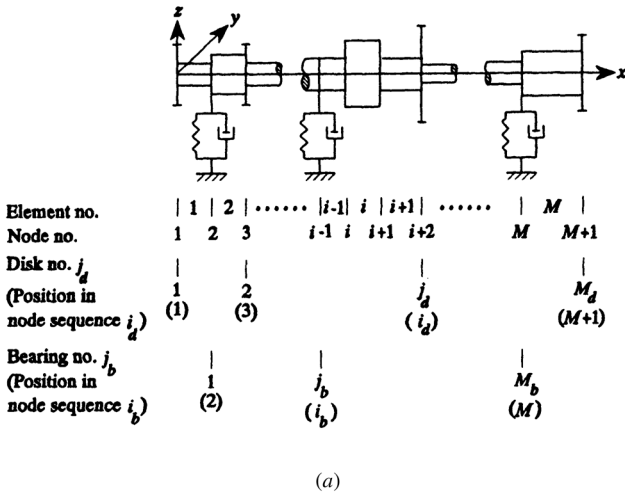 z
y
x
Element no. | 1 | 2 | ······ | i-1 | i | i+1 | ······ | M |
Node no. 1 2 3 i-1 i i+1 i+2 M M+1
Disk no. j_d | | | |
(Position in 1 2 j_d M_d
node sequence i_d) (1) (3) (i_d) (M+1)
Bearing no. j_b | | |
(Position in 1 j_b M_b
node sequence i_b) (2) (i_b) (M)
(a)